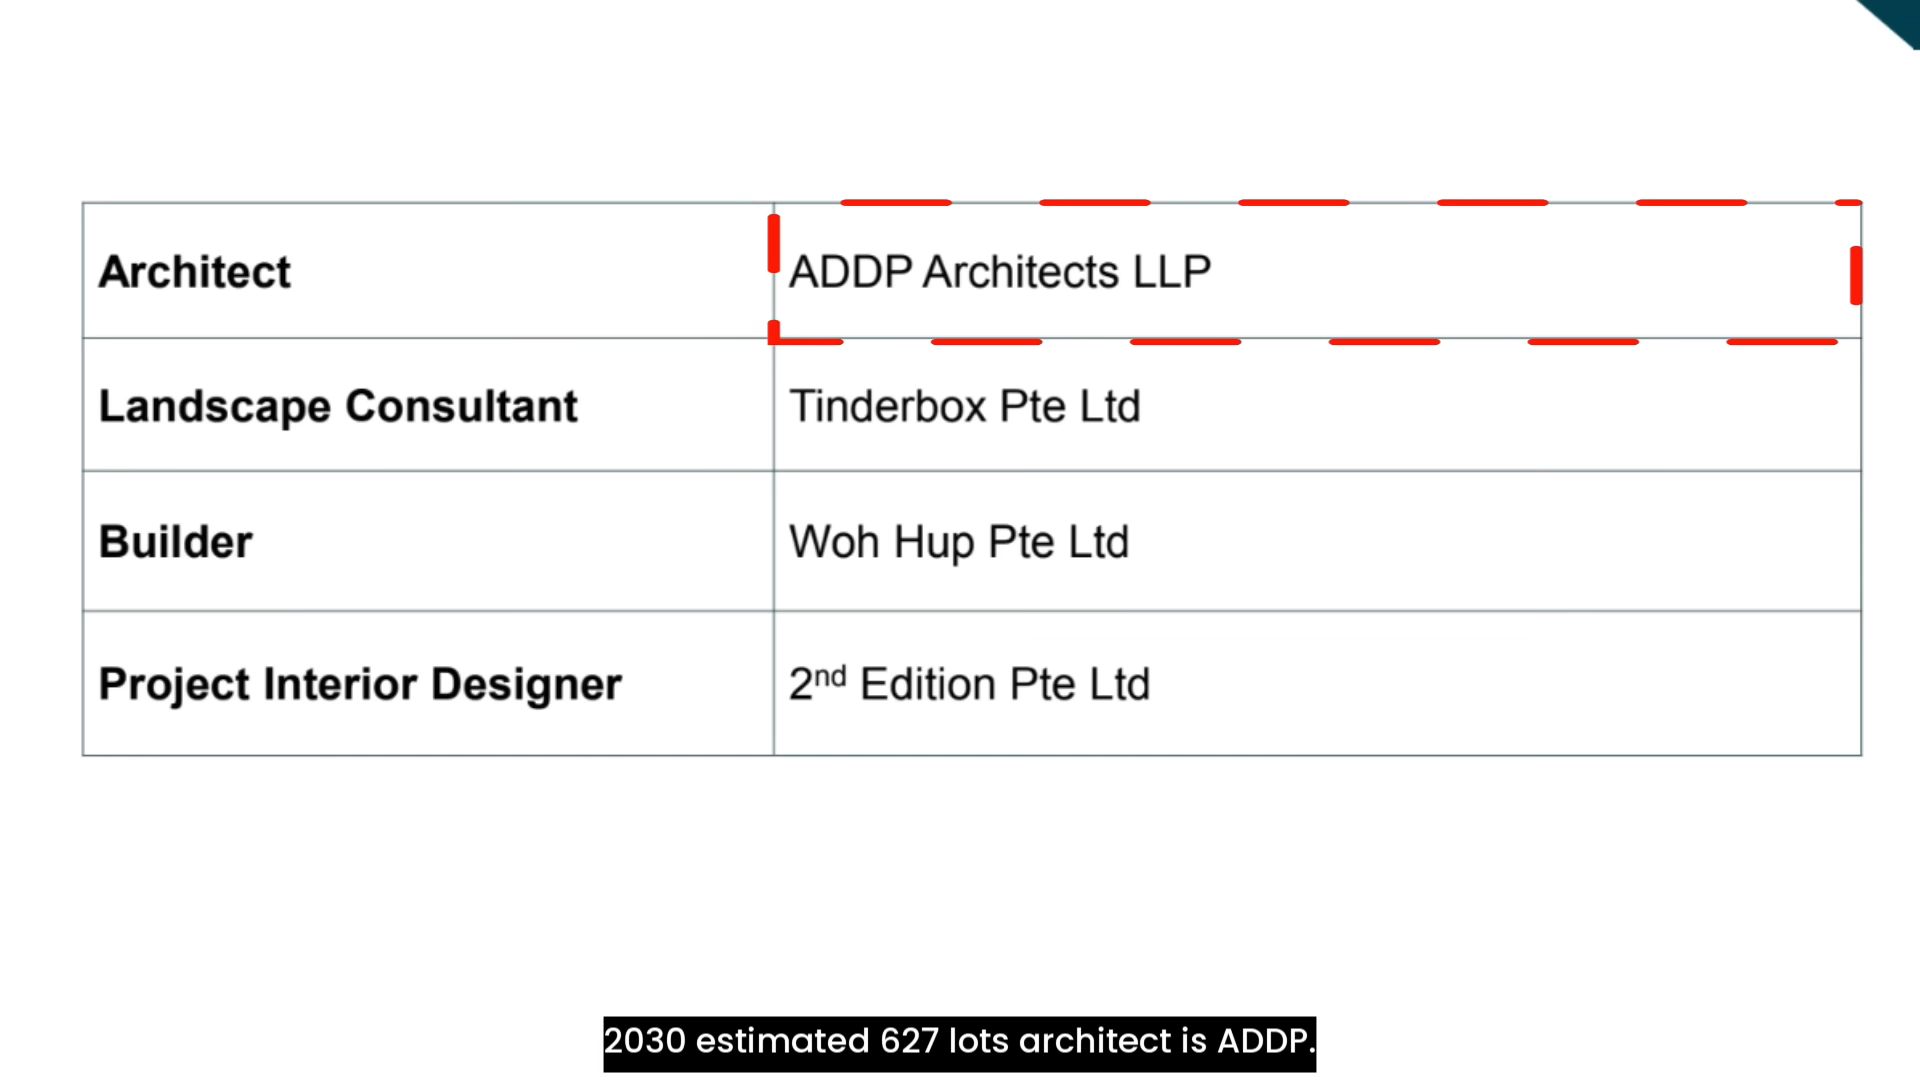 Architect ADDP Architects LLP
Landscape Consultant Tinderbox Pte Ltd
Builder Woh Hup Pte Ltd
Project Interior Designer 2nd Edition Pte Ltd
2030 estimated 627 lots architect is ADDP.